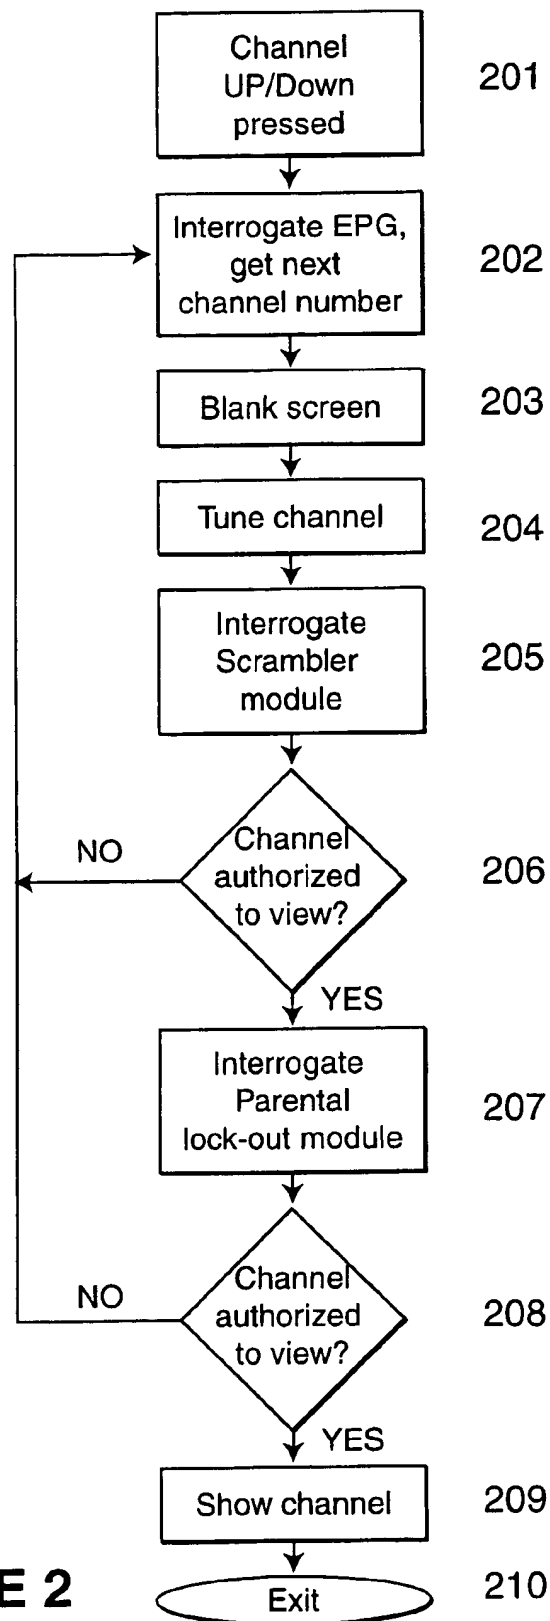 Channel
UP/Down
pressed
201
Interrogate EPG,
get next
channel number
202
Blank screen
203
Tune channel
204
Interrogate
Scrambler
module
205
Channel
authorized
to view?
206
NO
YES
Interrogate
Parental
lock-out module
207
Channel
authorized
to view?
208
NO
YES
Show channel
209
Exit
210
E 2